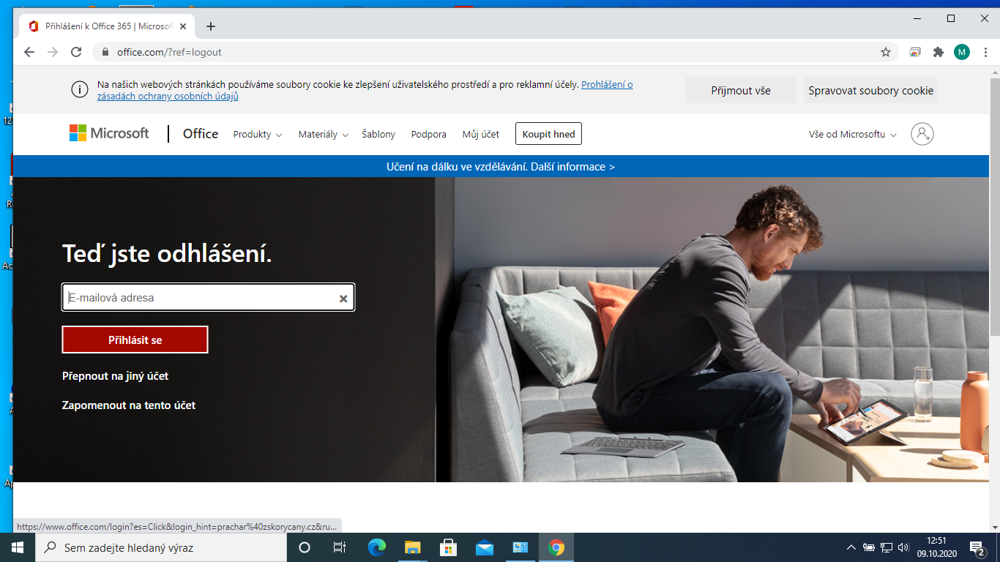 Přihlášení k Office 365 | Microsof
office.com/?ref=logout
M
Na našich webových stránkách používáme soubory cookie ke zlepšení uživatelského prostředí a pro reklamní účely. Prohlášení o
zásadách ochrany osobních údajů
Přijmout vše
Spravovat soubory cookie
Microsoft
Office
Produkty
Materiály
Šablony
Podpora
Můj účet
Koupit hned
Vše od Microsoftu
Učení na dálku ve vzdělávání. Další informace >
Teď jste odhlášení.
E-mailová adresa
Přihlásit se
Přepnout na jiný účet
Zapomenout na tento účet
https://www.office.com/login?es=Click&login_hint=prachar%40zskorycany.cz&ru...
Sem zadejte hledaný výraz
12:51
09.10.2020
2